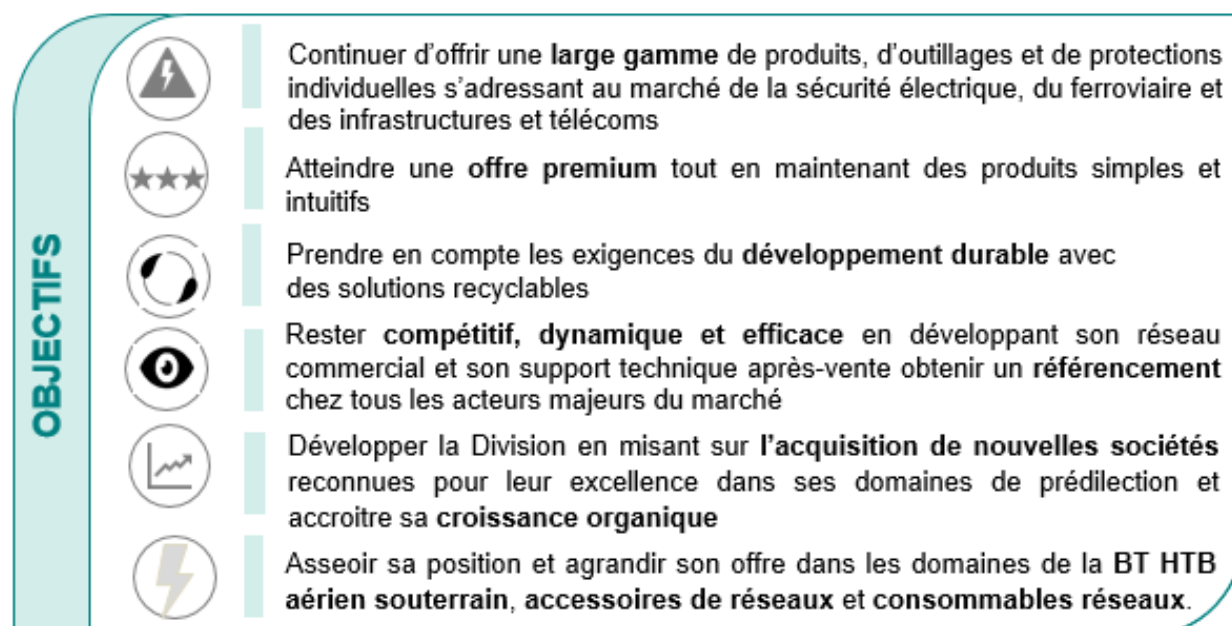 OBJECTIFS
Continuer d’offrir une large gamme de produits, d’outillages et de protections
individuelles s’adressant au marché de la sécurité électrique, du ferroviaire et
des infrastructures et télécoms
Atteindre une offre premium tout en maintenant des produits simples et
intuitifs
Prendre en compte les exigences du développement durable avec
des solutions recyclables
Rester compétitif, dynamique et efficace en développant son réseau
commercial et son support technique après-vente obtenir un référencement
chez tous les acteurs majeurs du marché
Développer la Division en misant sur l’acquisition de nouvelles sociétés
reconnues pour leur excellence dans ses domaines de prédilection et
accroitre sa croissance organique
Asseoir sa position et agrandir son offre dans les domaines de la BT HTB
aérien souterrain, accessoires de réseaux et consommables réseaux.